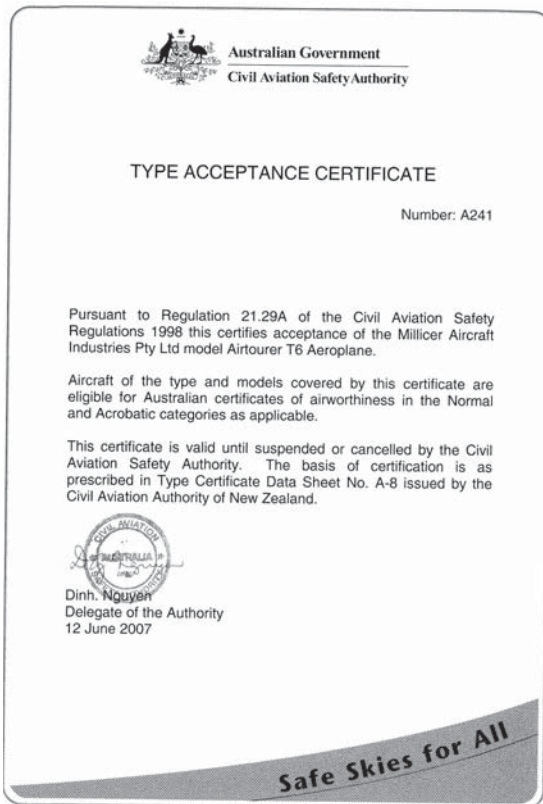 Australian Government
Civil Aviation Safety Authority
TYPE ACCEPTANCE CERTIFICATE
Number: A241
Pursuant to Regulation 21.29A of the Civil Aviation Safety
Regulations 1998 this certifies acceptance of the Millicer Aircraft
Industries Pty Ltd model Airtourer T6 Aeroplane.
Aircraft of the type and models covered by this certificate are
eligible for Australian certificates of airworthiness in the Normal
and Acrobatic categories as applicable.
This certificate is valid until suspended or cancelled by the Civil
Aviation Safety Authority. The basis of certification is as
prescribed in Type Certificate Data Sheet No. A-8 issued by the
Civil Aviation Authority of New Zealand.
CIVIL AVIATION
AUSTRALIA
SAFETY AUTHORITY
Dinh. Nguyen
Delegate of the Authority
12 June 2007
Safe Skies for All